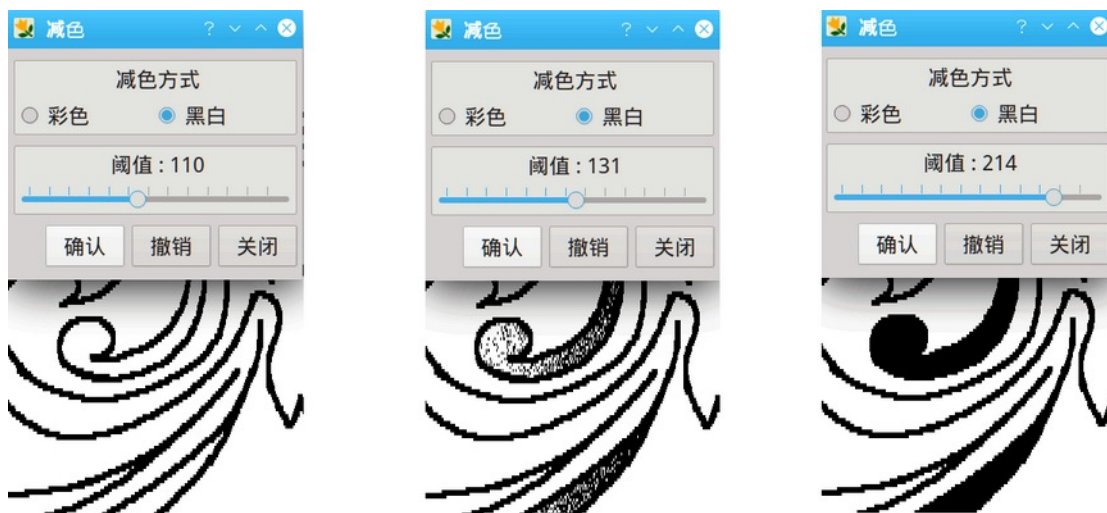 减色
减色方式
彩色 黑白
阈值 : 110
确认 撤销 关闭
减色
减色方式
彩色 黑白
阈值 : 131
确认 撤销 关闭
减色
减色方式
彩色 黑白
阈值 : 214
确认 撤销 关闭